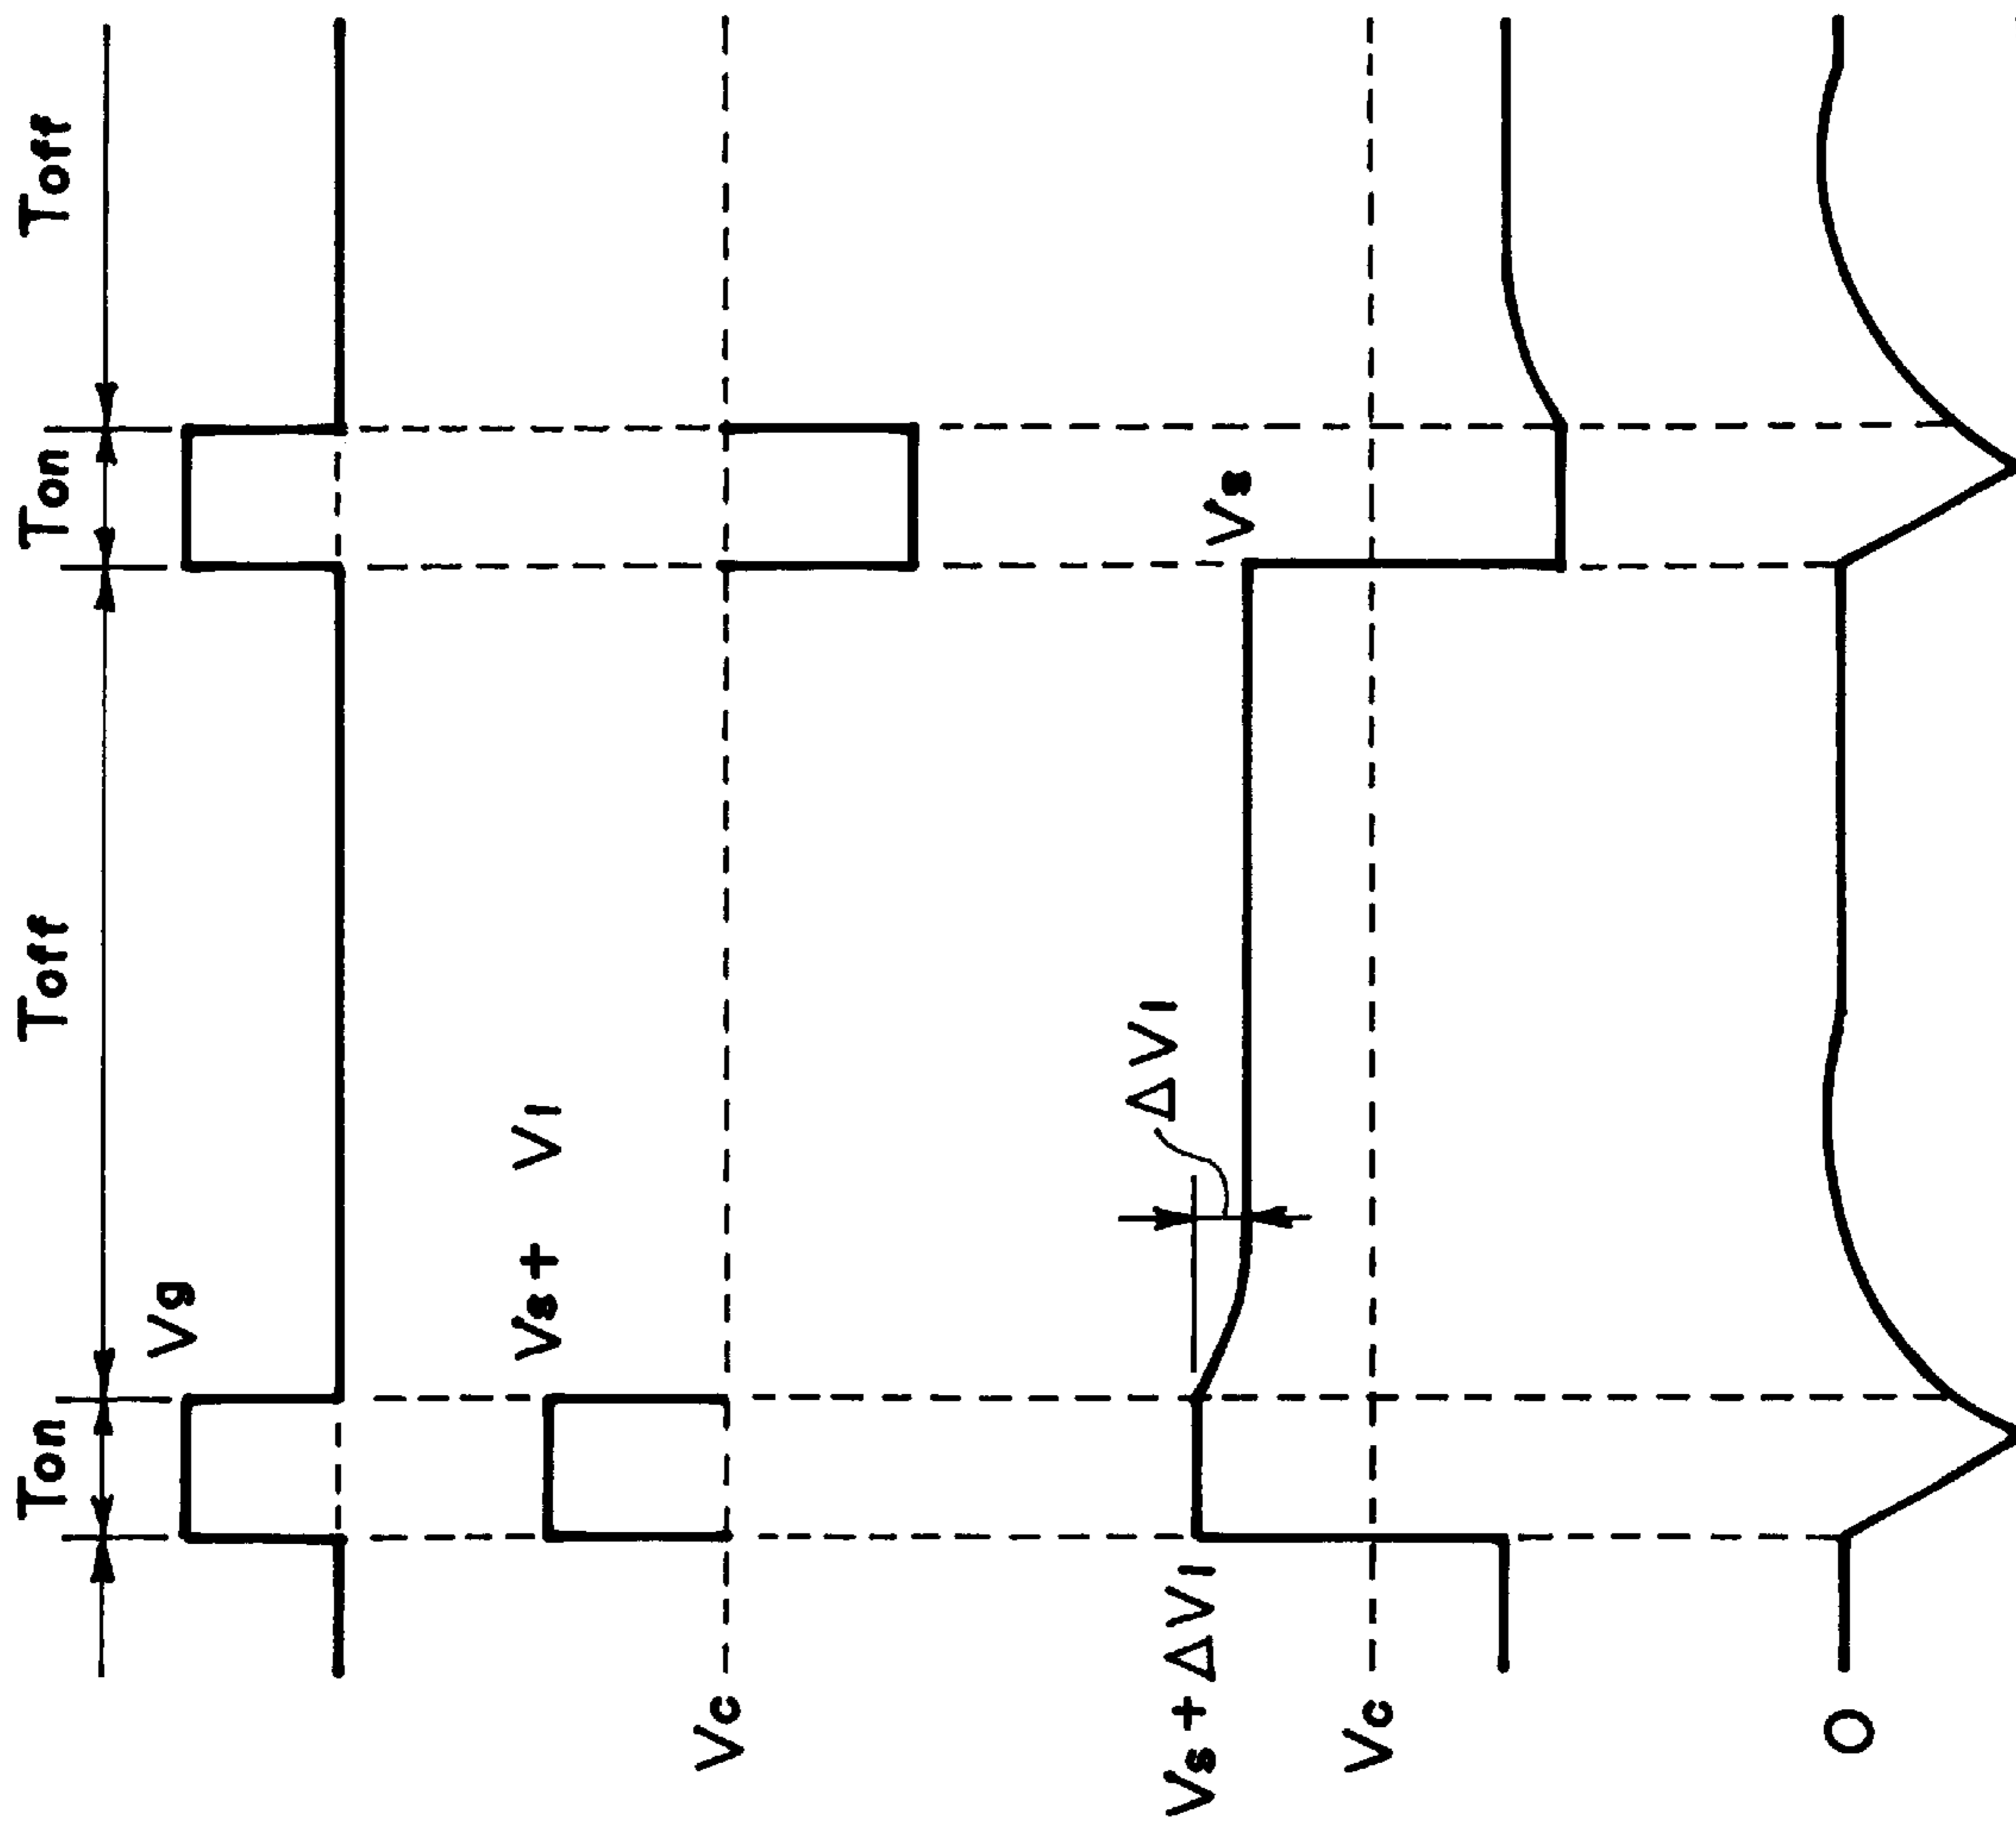 Ton Toff Ton Toff
Vg
Vs+ V1
Vc
ΔV1
Vs+ΔV1
Vs
Vc
O